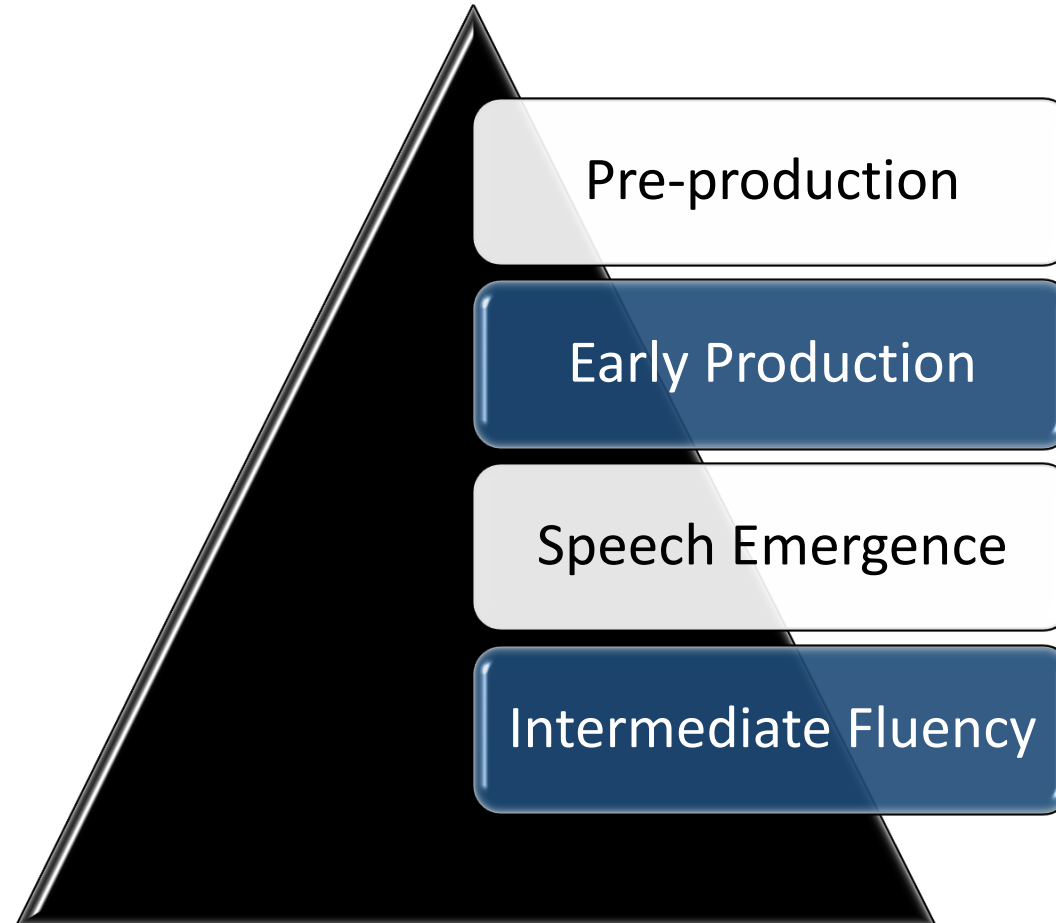 Pre-production
Early Production
Speech Emergence
Intermediate Fluency